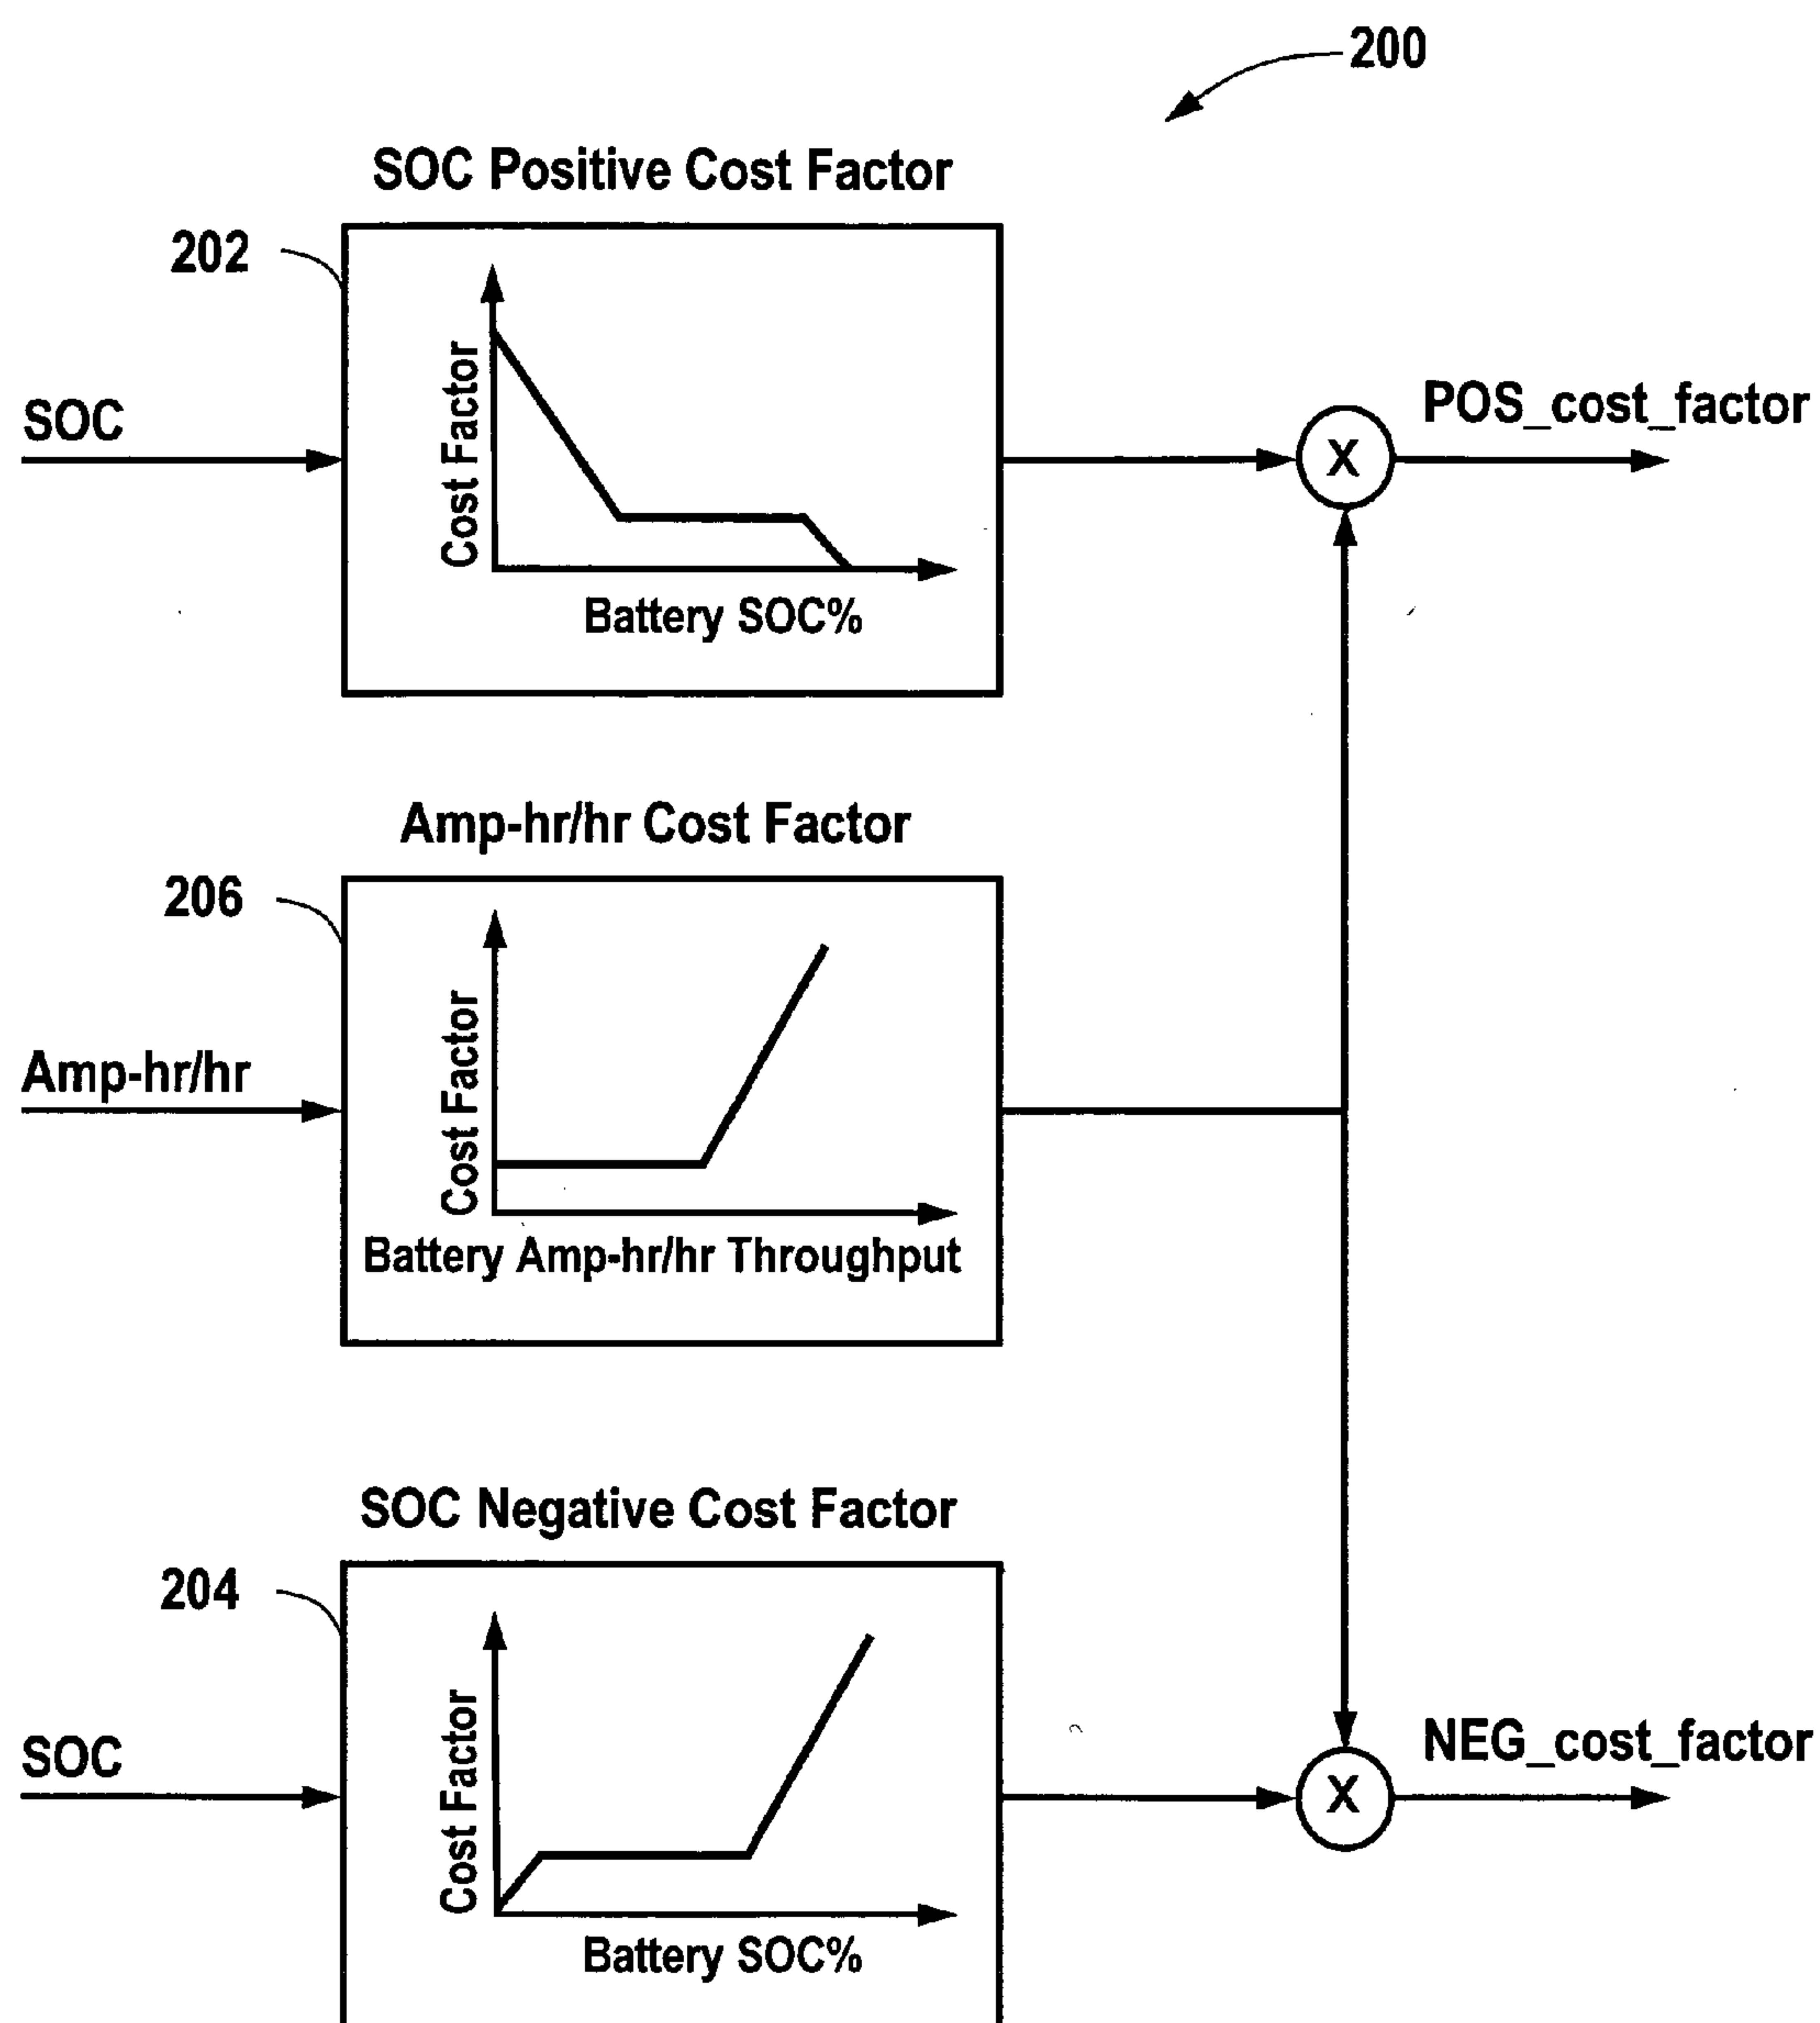 200
SOC Positive Cost Factor
202
Cost Factor
SOC
POS_cost_factor
X
Battery SOC%
Amp-hr/hr Cost Factor
206
Cost Factor
Amp-hr/hr
Battery Amp-hr/hr Throughput
SOC Negative Cost Factor
204
Cost Factor
SOC
NEG_cost_factor
X
Battery SOC%